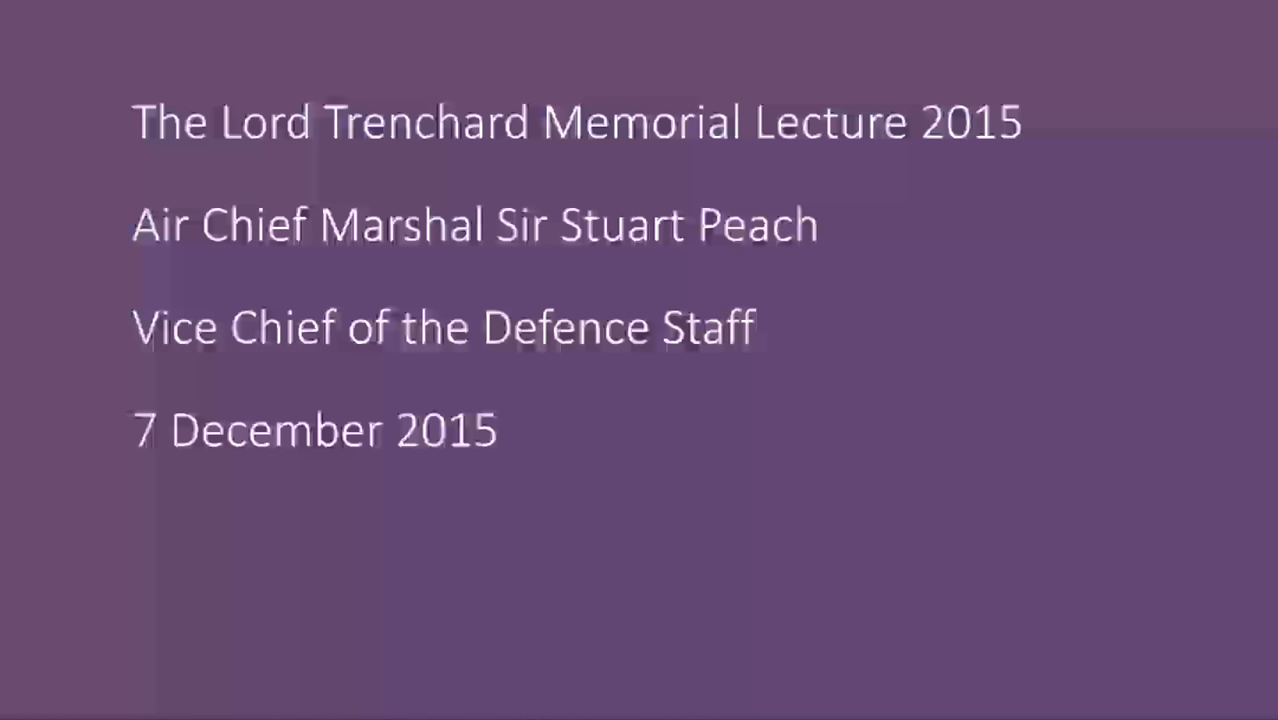 The Lord Trenchard Memorial Lecture 2015
Air Chief Marshal Sir Stuart Peach
Vice Chief of the Defence Staff
7 December 2015